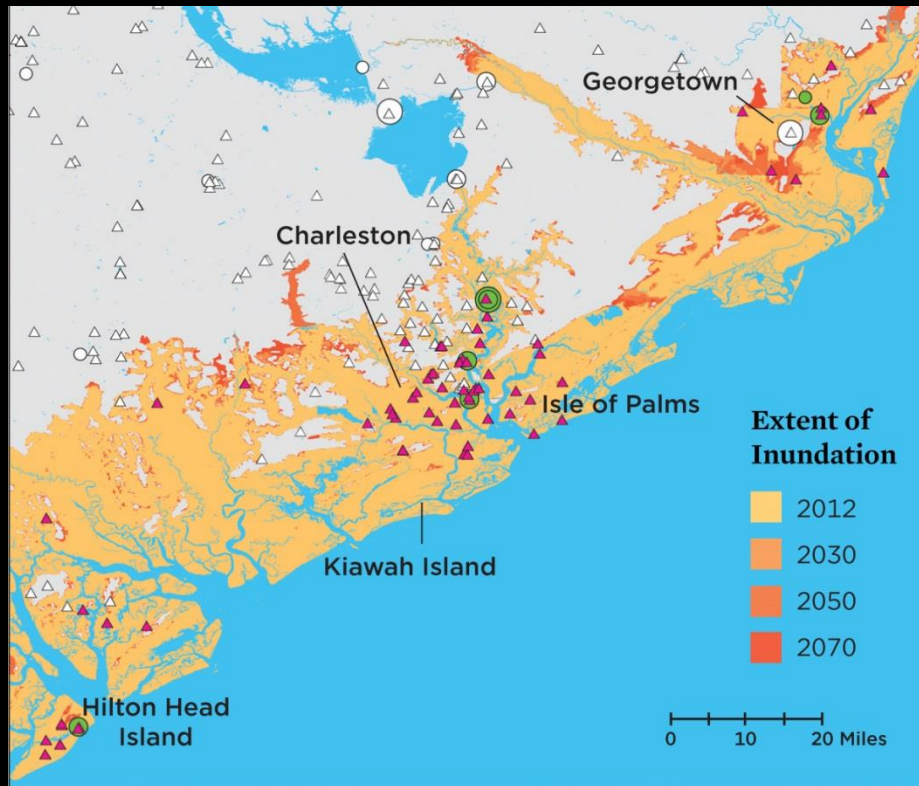 Georgetown
Charleston
Isle of Palms
Kiawah Island
Hilton Head
Island
Extent of
Inundation
2012
2030
2050
2070
0 10 20 Miles